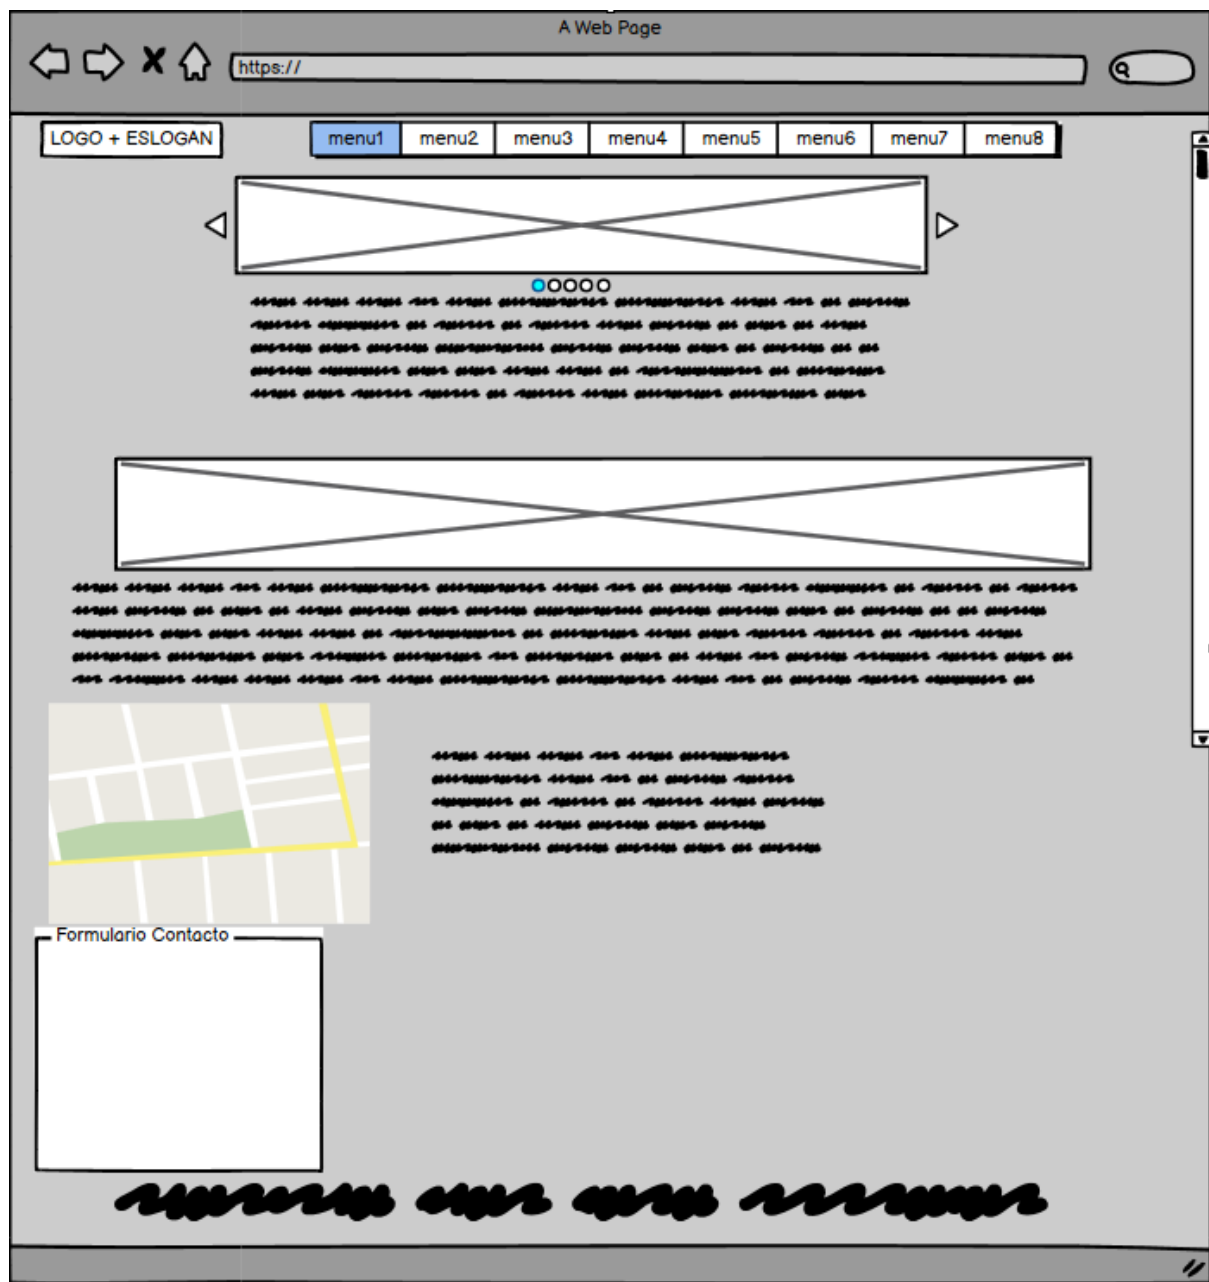 A Web Page
https://
LOGO + ESLOGAN
menu1 menu2 menu3 menu4 menu5 menu6 menu7 menu8
Formulario Contacto